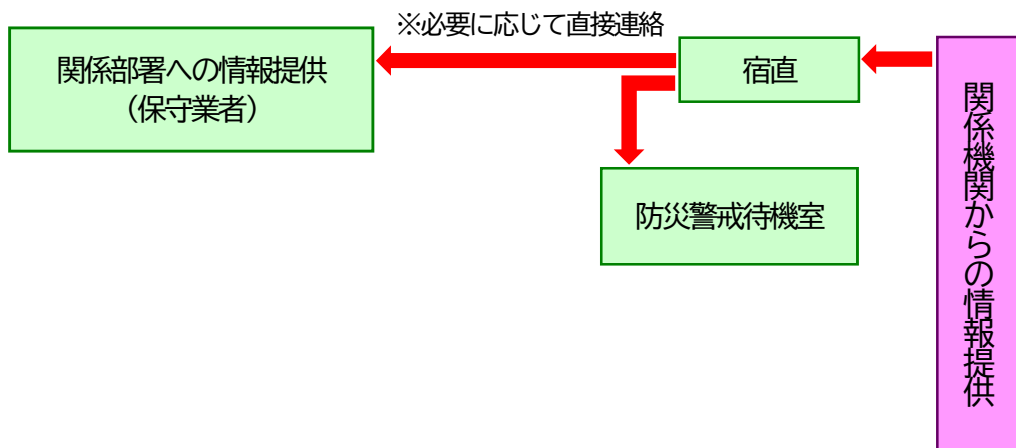 ※必要に応じて直接連絡
関係部署への情報提供
（保守業者）
宿直
防災警戒待機室
関係機関からの情報提供